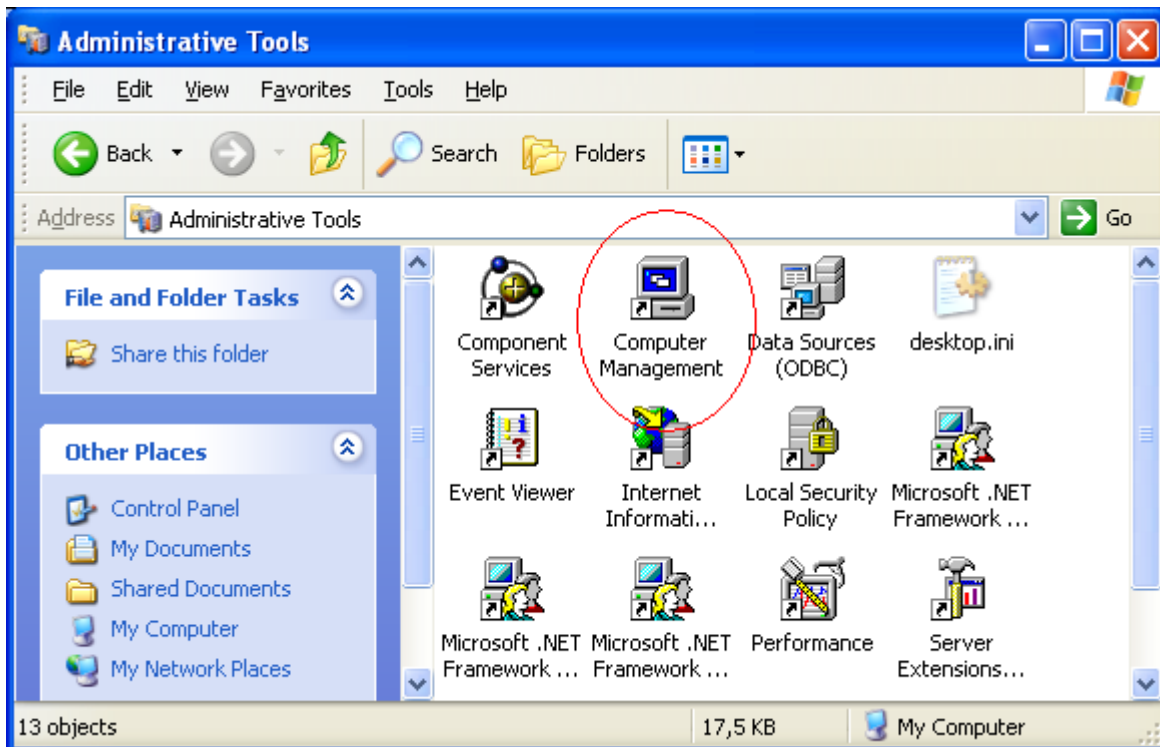 Administrative Tools
File Edit View Favorites Tools Help
Back Search Folders
Address Administrative Tools Go
File and Folder Tasks
Share this folder
Other Places
Control Panel
My Documents
Shared Documents
My Computer
My Network Places
Component
Services
Computer
Management
Data Sources
(ODBC)
desktop.ini
Event Viewer
Internet
Informati...
Local Security
Policy
Microsoft .NET
Framework ...
Microsoft .NET
Framework ...
Microsoft .NET
Framework ...
Performance
Server
Extensions...
13 objects 17,5 KB My Computer